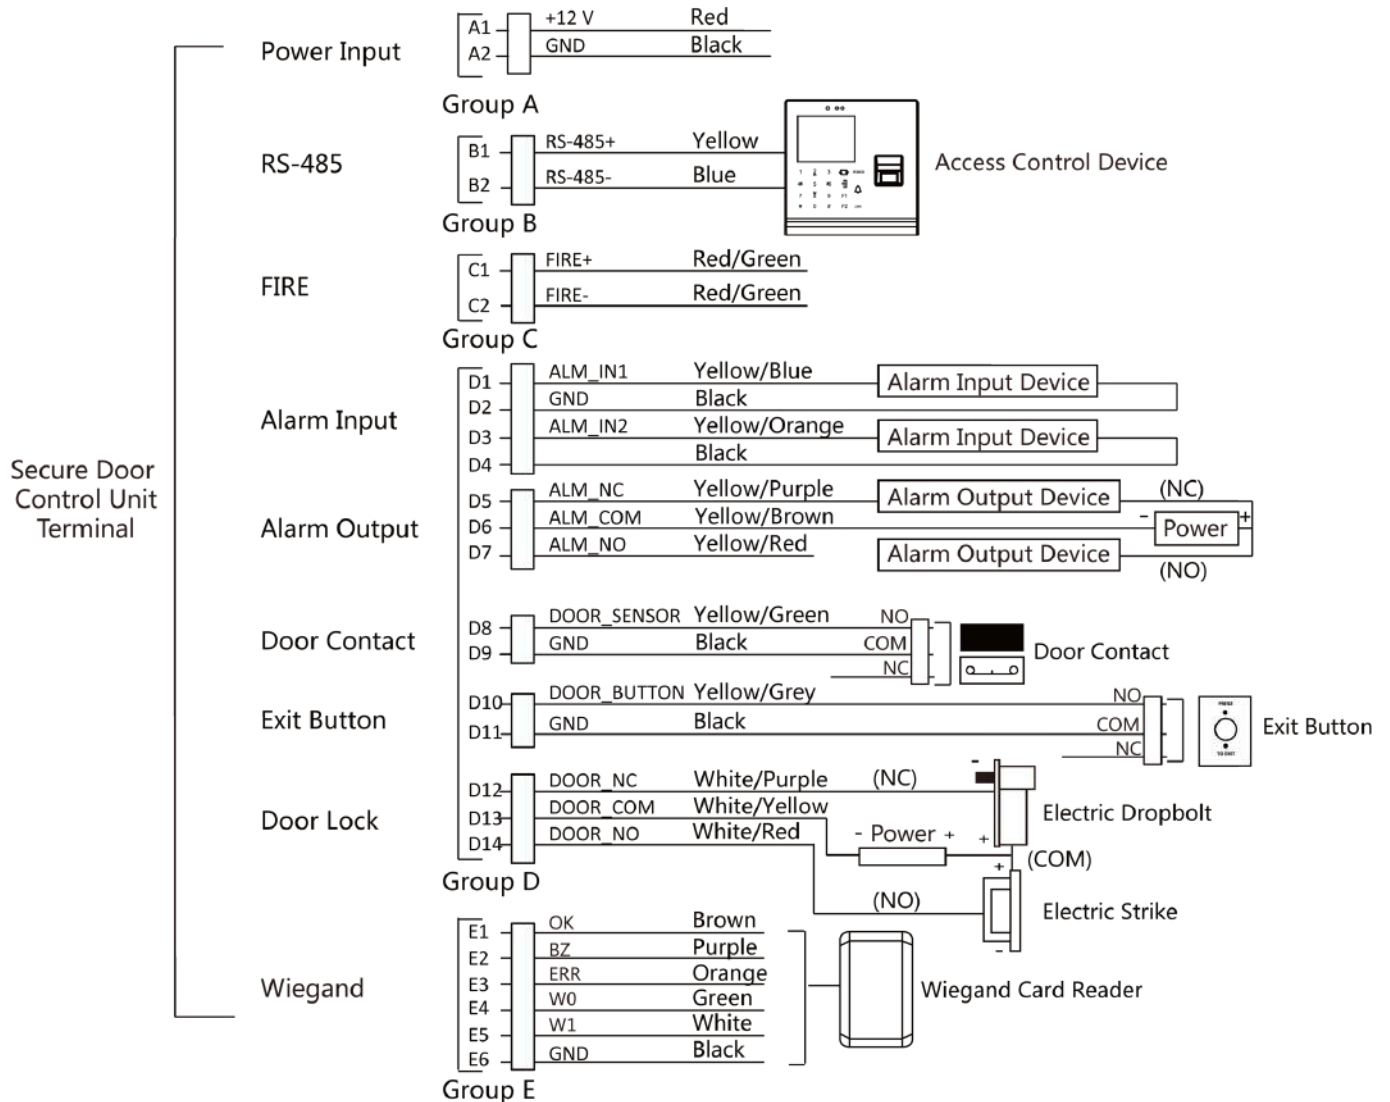 Secure Door
Control Unit
Terminal
Power Input
A1 +12 V Red
A2 GND Black
Group A
RS-485
B1 RS-485+ Yellow
B2 RS-485- Blue
Access Control Device
Group B
FIRE
C1 FIRE+ Red/Green
C2 FIRE- Red/Green
Group C
Alarm Input
D1 ALM_IN1 Yellow/Blue Alarm Input Device
D2 GND Black
D3 ALM_IN2 Yellow/Orange Alarm Input Device
D4 Black
Alarm Output
D5 ALM_NC Yellow/Purple Alarm Output Device (NC)
D6 ALM_COM Yellow/Brown - Power +
D7 ALM_NO Yellow/Red Alarm Output Device (NO)
Door Contact
D8 DOOR_SENSOR Yellow/Green NO
D9 GND Black COM
NC
Door Contact
Exit Button
D10 DOOR_BUTTON Yellow/Grey NO
D11 GND Black COM
NC
Exit Button
Door Lock
D12 DOOR_NC White/Purple (NC) -
D13 DOOR_COM White/Yellow - Power + +
D14 DOOR_NO White/Red
Electric Dropbolt
(COM)
+
(NO)
Electric Strike
-
Group D
Wiegand
E1 OK Brown
E2 BZ Purple
E3 ERR Orange
E4 W0 Green
E5 W1 White
E6 GND Black
Wiegand Card Reader
Group E